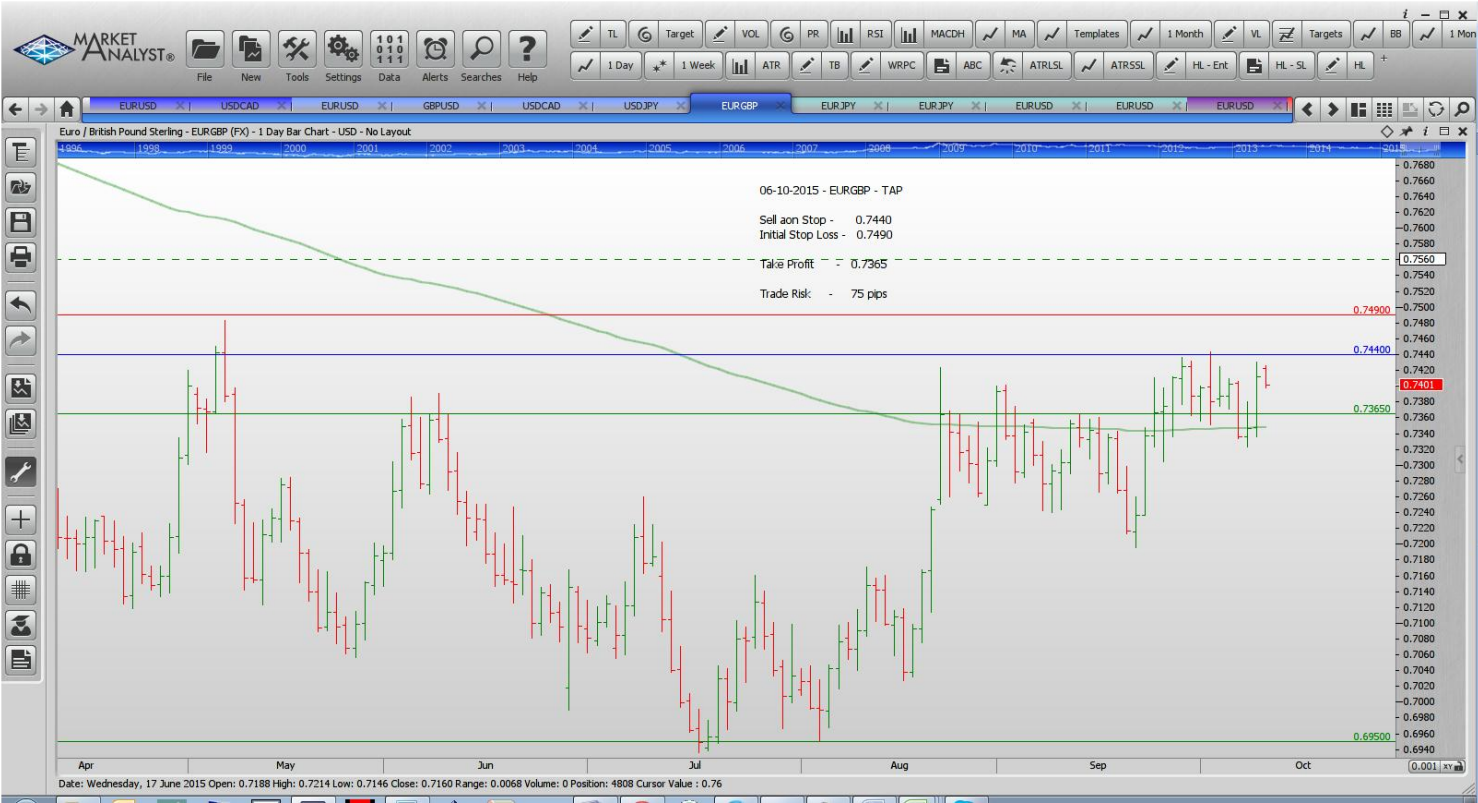 MARKET
ANALYST®
File New Tools Settings Data Alerts Searches Help
TL Target VOL PR RSI MACDH MA Templates 1 Month VL Targets BB 1 Mon
1 Day 1 Week ATR TB WRPC ABC ATRLSL ATRSSL HL - Ent HL - SL HL +
EURUSD USDCAD EURUSD GBPUSD USDCAD USDJPY EURGBP EURJPY EURJPY EURUSD EURUSD EURUSD
Euro / British Pound Sterling - EURGBP (FX) - 1 Day Bar Chart - USD - No Layout
1996 1998 1999 2000 2001 2002 2003 2004 2005 2006 2007 2008 2009 2010 2011 2012 2013 2014
06-10-2015 - EURGBP - TAP
Sell aon Stop - 0.7440
Initial Stop Loss - 0.7490
Take Profit - 0.7365
Trade Risk - 75 pips
0.74900
0.74400
0.73650
0.69500
0.7680
0.7660
0.7640
0.7620
0.7600
0.7580
0.7560
0.7540
0.7520
0.7500
0.7480
0.7460
0.7440
0.7420
0.7401
0.7380
0.7360
0.7340
0.7320
0.7300
0.7280
0.7260
0.7240
0.7220
0.7200
0.7180
0.7160
0.7140
0.7120
0.7100
0.7080
0.7060
0.7040
0.7020
0.7000
0.6980
0.6960
0.6940
Apr May Jun Jul Aug Sep Oct
0.001 XY
Date: Wednesday, 17 June 2015 Open: 0.7188 High: 0.7214 Low: 0.7146 Close: 0.7160 Range: 0.0068 Volume: 0 Position: 4808 Cursor Value : 0.76